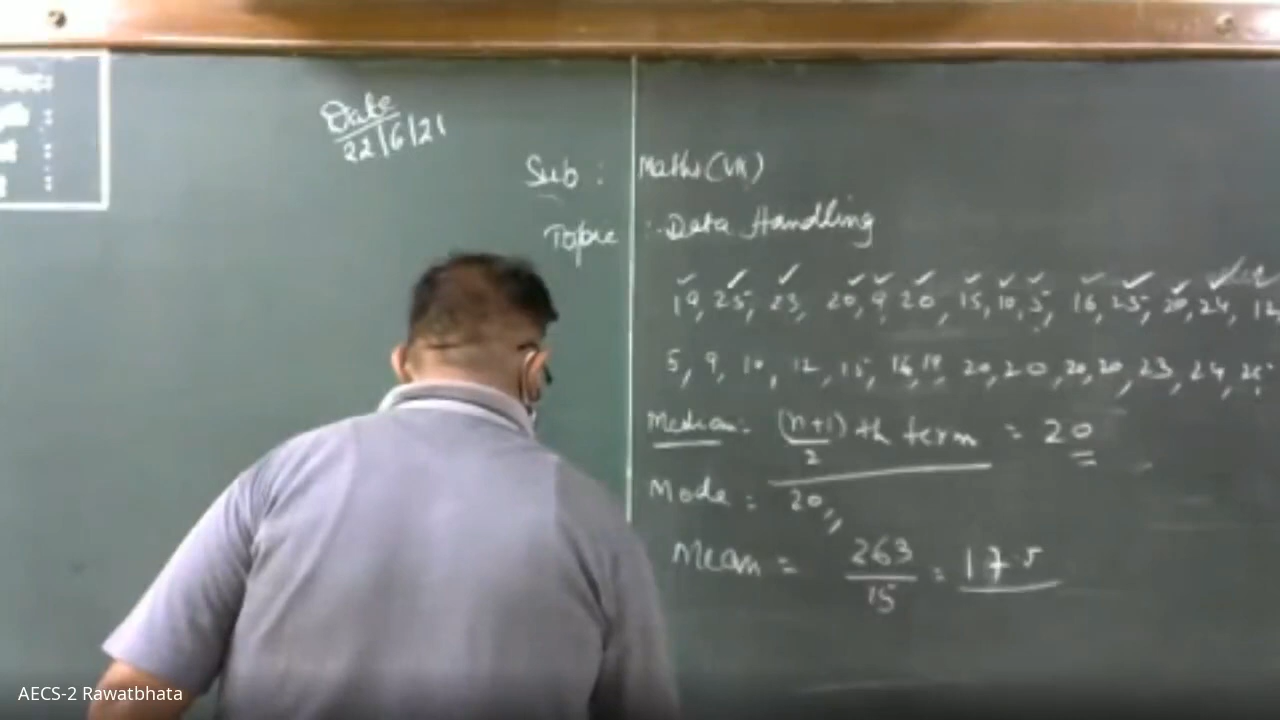 Date
22/6/21
Sub : Maths (VII)
Topic : Data Handling
19, 25, 23, 20, 9, 20, 15, 10, 5, 16, 25, 20, 24, 12
5, 9, 10, 12, 15, 16, 19, 20, 20, 20, 20, 23, 24, 25
Median = (n+1)/2 th term = 20
Mode = 20,,
Mean = 263/15 = 17.5
AECS-2 Rawatbhata